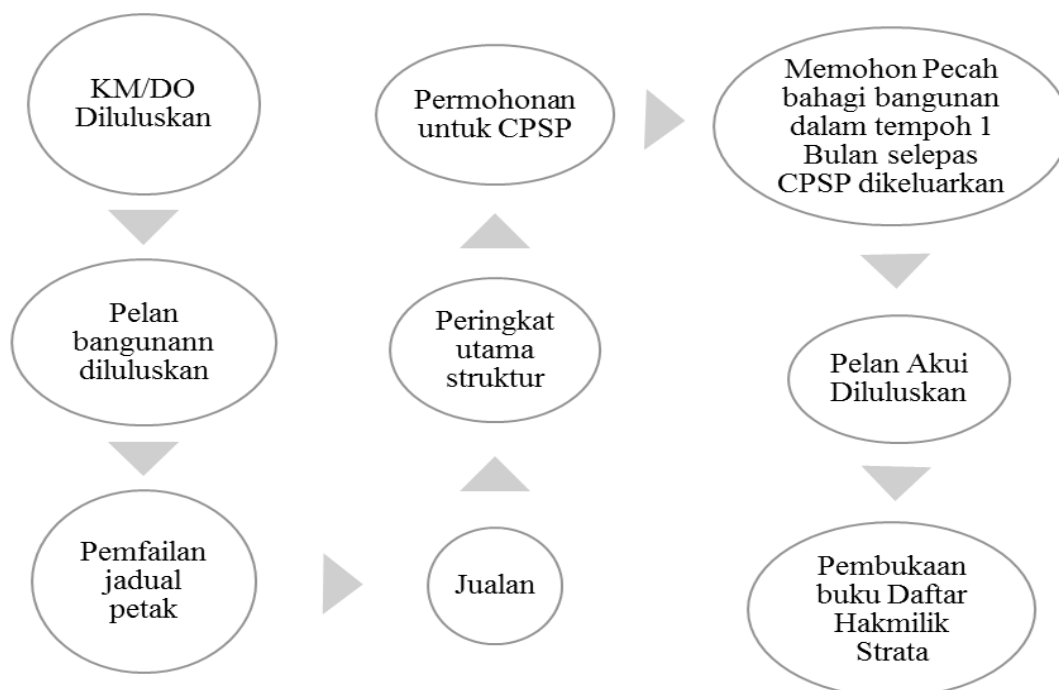 KM/DO
Diluluskan
Pelan
bangunann
diluluskan
Pemfailan
jadual
petak
Jualan
Peringkat
utama
struktur
Permohonan
untuk CPSP
Memohon Pecah
bahagi bangunan
dalam tempoh 1
Bulan selepas
CPSP dikeluarkan
Pelan Akui
Diluluskan
Pembukaan
buku Daftar
Hakmilik
Strata